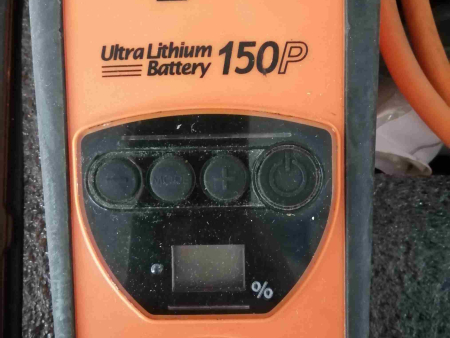 Ultra Lithium
Battery 150P
%